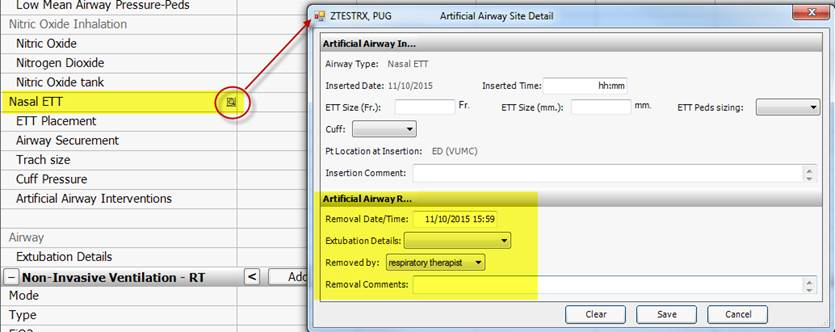 Low Mean Airway Pressure-Peds
Nitric Oxide Inhalation
Nitric Oxide
Nitrogen Dioxide
Nitric Oxide tank
Nasal ETT
ETT Placement
Airway Securement
Trach size
Cuff Pressure
Artificial Airway Interventions
Airway
Extubation Details
Non-Invasive Ventilation - RT < Add
Mode
Type
FiO2
ZTESTRX, PUG Artificial Airway Site Detail
Artificial Airway In...
Airway Type: Nasal ETT
Inserted Date: 11/10/2015 Inserted Time: hh:mm
ETT Size (Fr.): Fr. ETT Size (mm.): mm. ETT Peds sizing:
Cuff:
Pt Location at Insertion: ED (VUMC)
Insertion Comment:
Artificial Airway R...
Removal Date/Time: 11/10/2015 15:59
Extubation Details:
Removed by: respiratory therapist
Removal Comments:
Clear Save Cancel